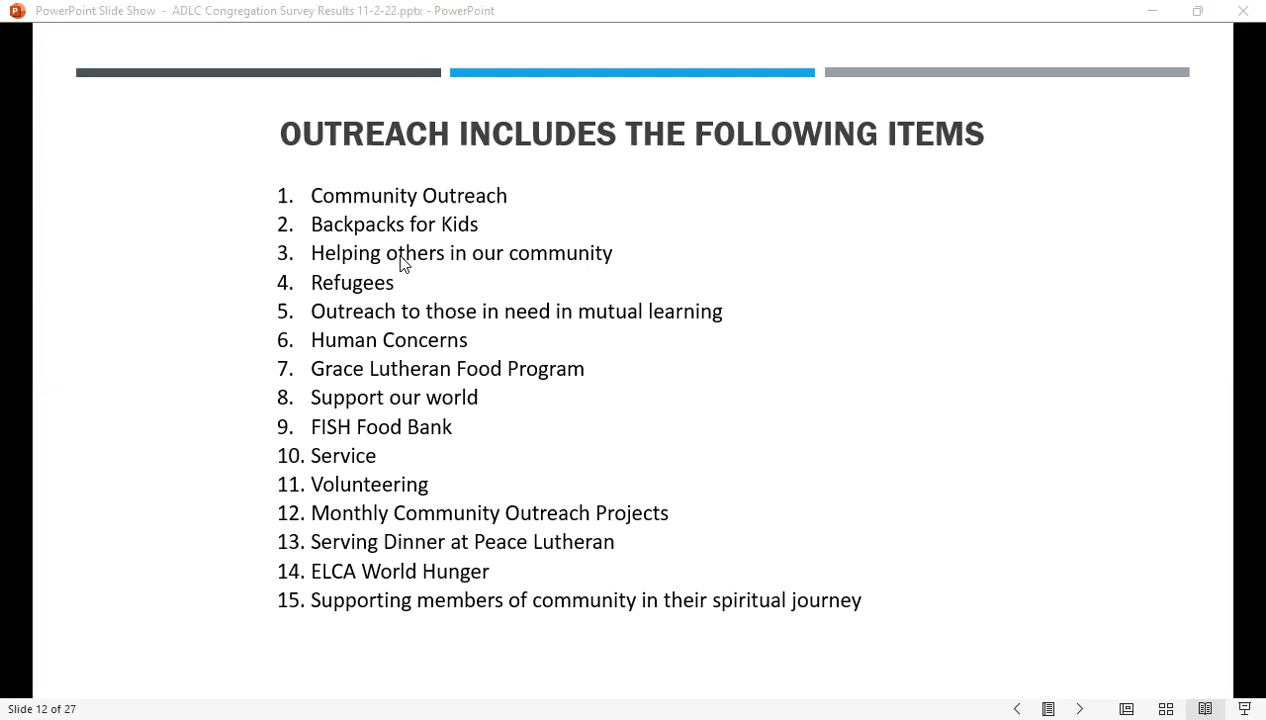 PowerPoint Slide Show - ADLC Congregation Survey Results 11-2-22.pptx - PowerPoint
OUTREACH INCLUDES THE FOLLOWING ITEMS
1. Community Outreach
2. Backpacks for Kids
3. Helping others in our community
4. Refugees
5. Outreach to those in need in mutual learning
6. Human Concerns
7. Grace Lutheran Food Program
8. Support our world
9. FISH Food Bank
10. Service
11. Volunteering
12. Monthly Community Outreach Projects
13. Serving Dinner at Peace Lutheran
14. ELCA World Hunger
15. Supporting members of community in their spiritual journey
Slide 12 of 27